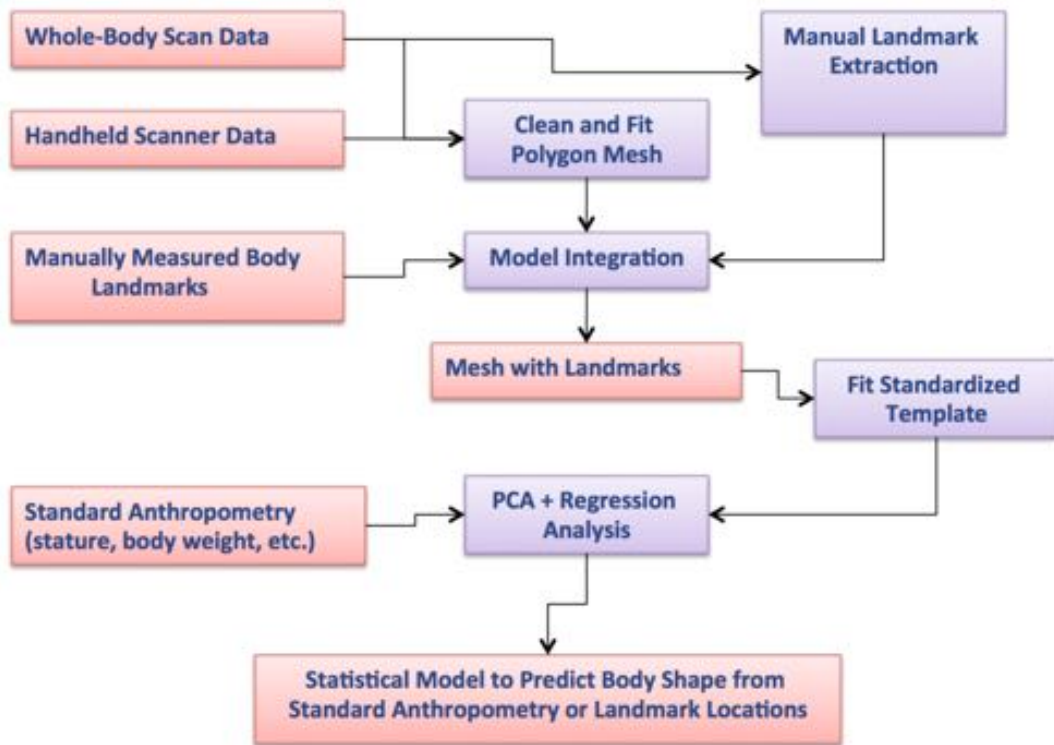 Whole-Body Scan Data
Manual Landmark
Extraction
Handheld Scanner Data
Clean and Fit
Polygon Mesh
Manually Measured Body
Landmarks
Model Integration
Mesh with Landmarks
Fit Standardized
Template
Standard Anthropometry
(stature, body weight, etc.)
PCA + Regression
Analysis
Statistical Model to Predict Body Shape from
Standard Anthropometry or Landmark Locations